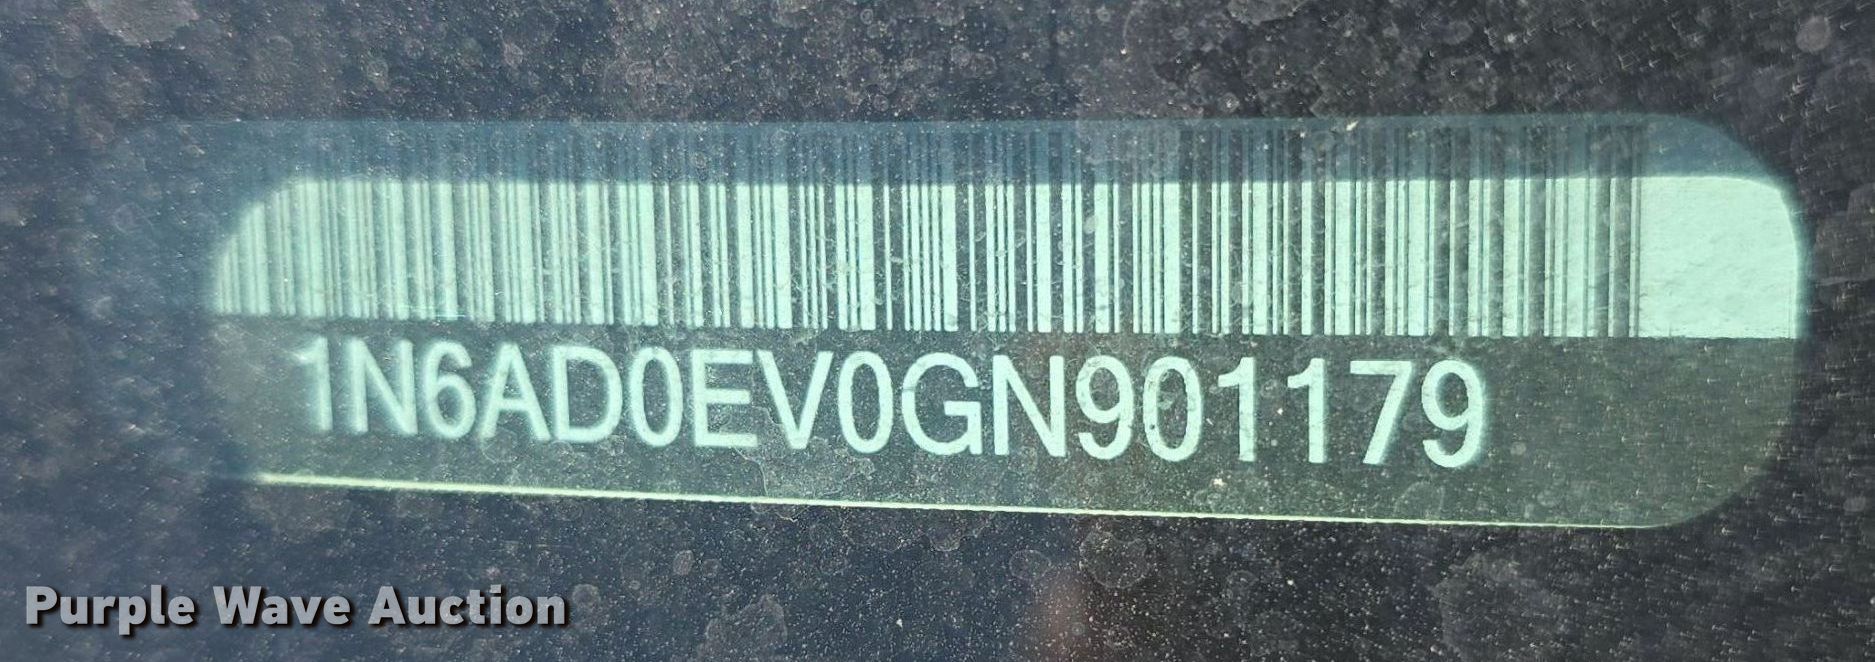 1N6AD0EV0GN901179
Purple Wave Auction